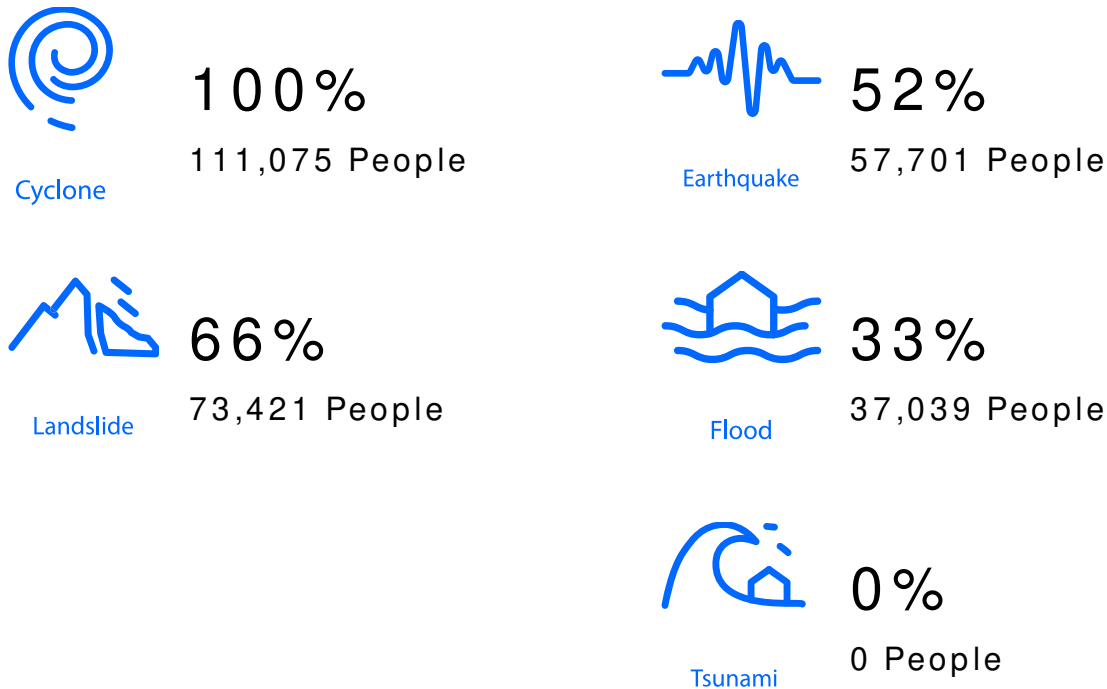 100%
111,075 People
Cyclone
52%
57,701 People
Earthquake
66%
73,421 People
Landslide
33%
37,039 People
Flood
0%
0 People
Tsunami